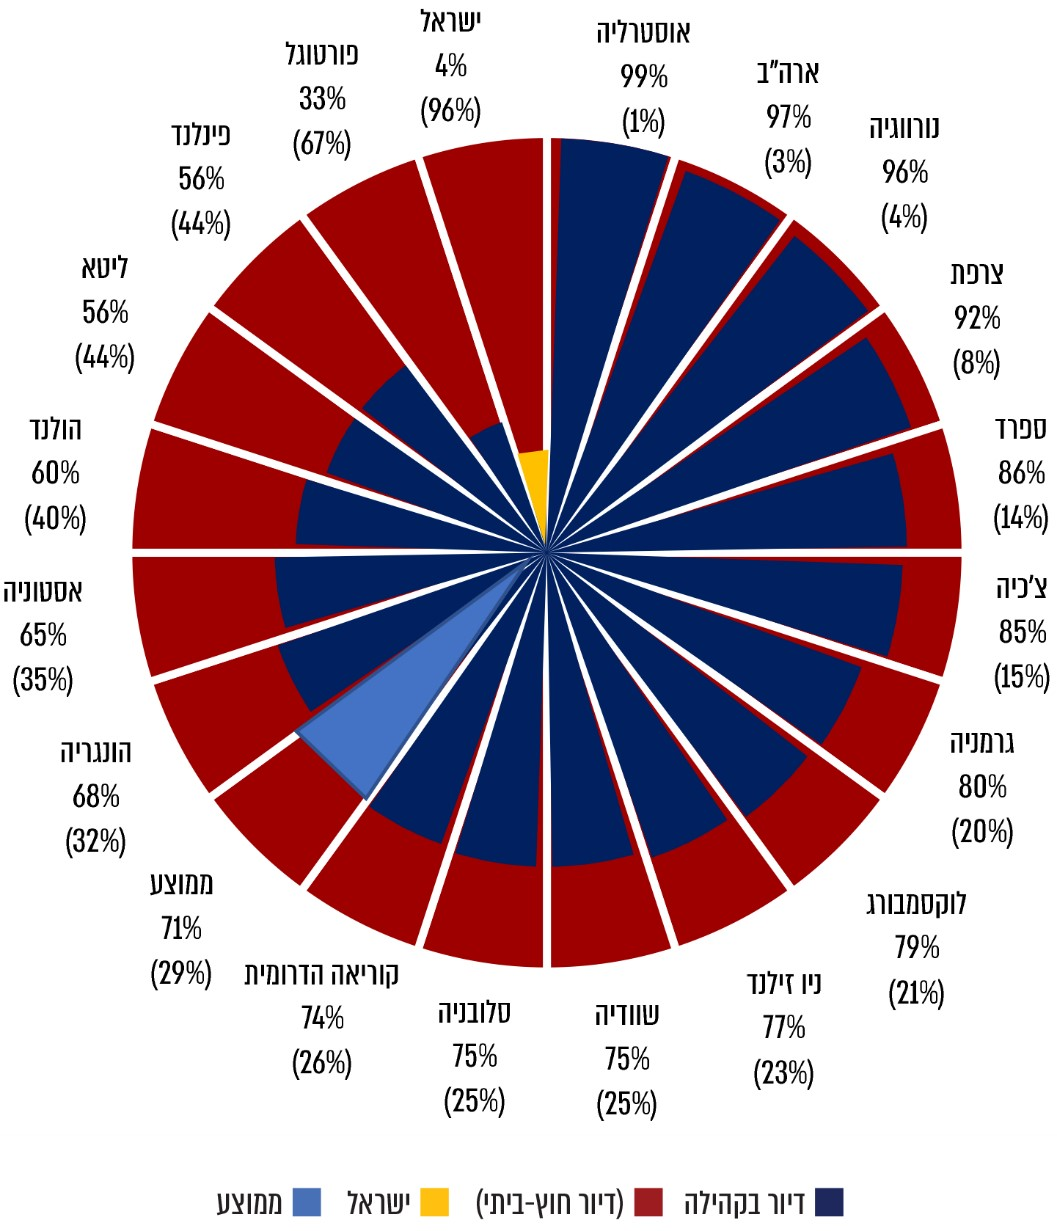 ישראל
4%
(96%)
אוסטרליה
99%
(1%)
ארה"ב
97%
(3%)
נורווגיה
96%
(4%)
צרפת
92%
(8%)
ספרד
86%
(14%)
צ'כיה
85%
(15%)
גרמניה
80%
(20%)
לוקסמבורג
79%
(21%)
ניו זילנד
77%
(23%)
שוודיה
75%
(25%)
סלובניה
75%
(25%)
קוריאה הדרומית
74%
(26%)
ממוצע
71%
(29%)
הונגריה
68%
(32%)
אסטוניה
65%
(35%)
הולנד
60%
(40%)
ליטא
56%
(44%)
פינלנד
56%
(44%)
פורטוגל
33%
(67%)
דיור בקהילה (דיור חוץ-ביתי) ישראל ממוצע